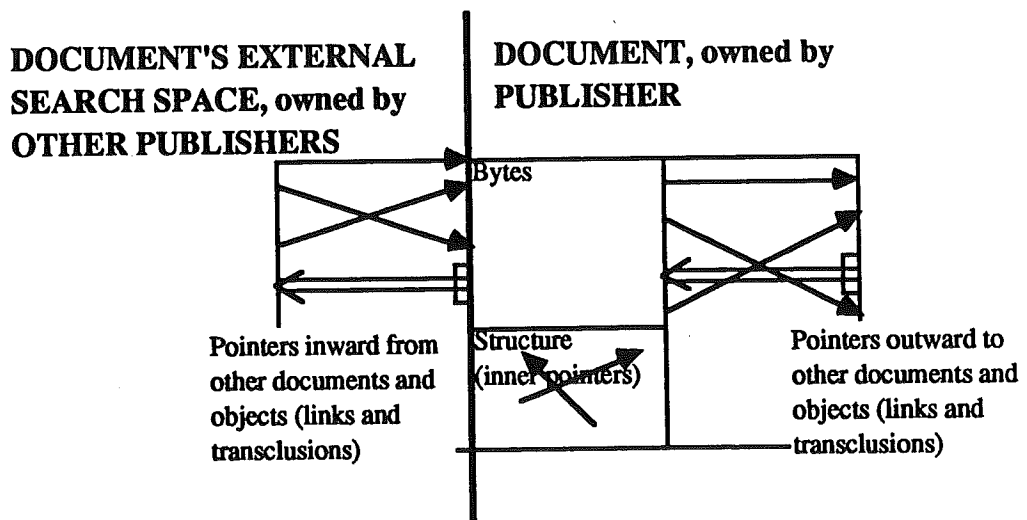 DOCUMENT'S EXTERNAL
SEARCH SPACE, owned by
OTHER PUBLISHERS
DOCUMENT, owned by
PUBLISHER
Bytes
Structure
(inner pointers)
Pointers inward from
other documents and
objects (links and
transclusions)
Pointers outward to
other documents and
objects (links and
transclusions)